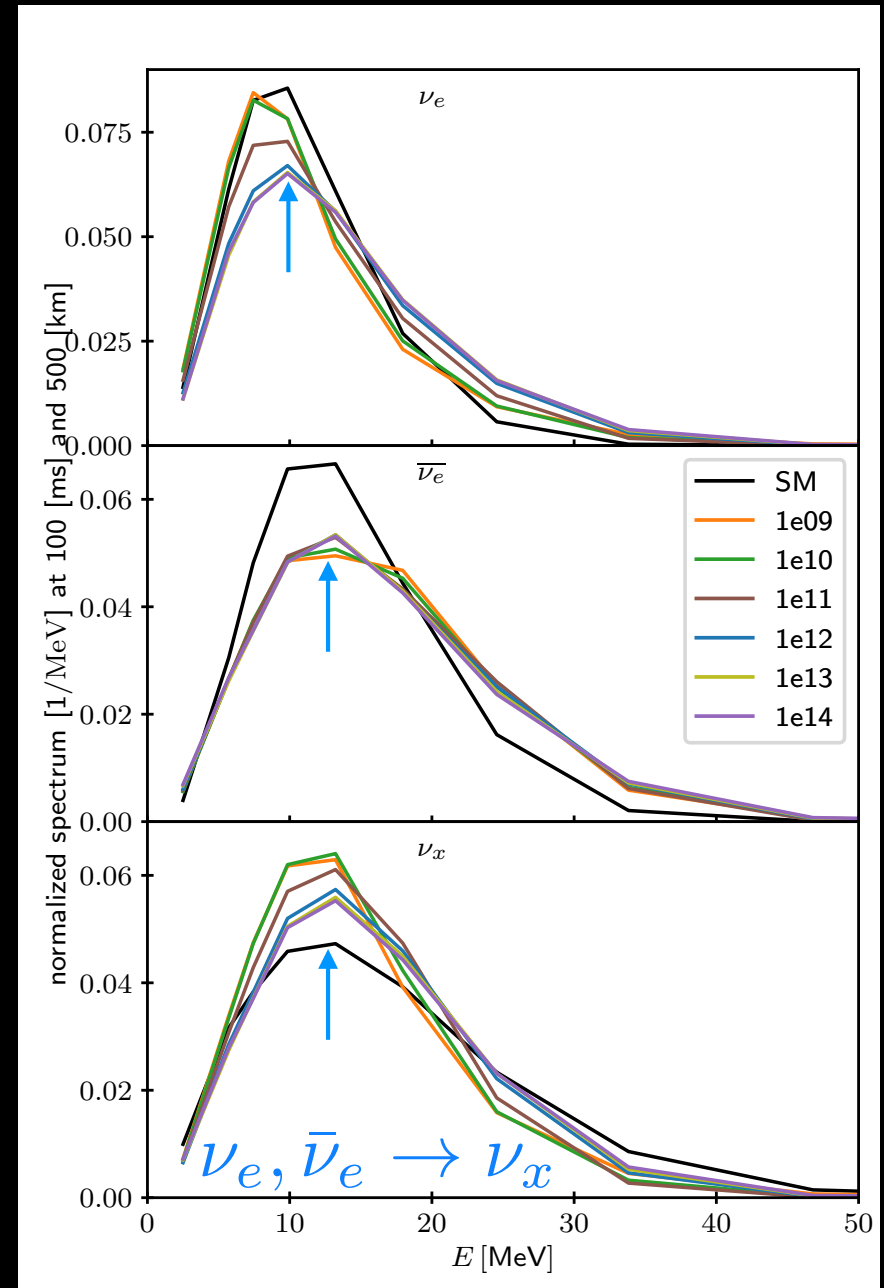 ν_e
0.075
0.050
0.025
0.000
normalized spectrum [1/MeV] at 100 [ms] and 500 [km]
ν̅_e
0.06
0.04
0.02
0.00
SM
1e09
1e10
1e11
1e12
1e13
1e14
ν_x
0.06
0.04
0.02
0.00
ν_e, ν̄_e → ν_x
0 10 20 30 40 50
E [MeV]